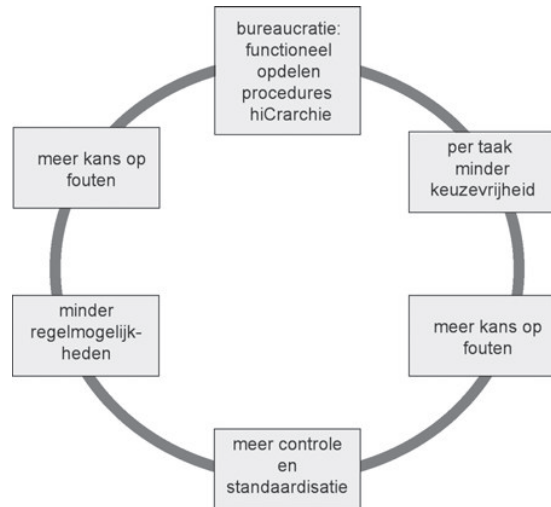 bureaucratie:
functioneel
opdelen
procedures
hiCrarchie
per taak
minder
keuzevrijheid
meer kans op
fouten
meer controle
en
standaardisatie
minder
regelmogelijk-
heden
meer kans op
fouten